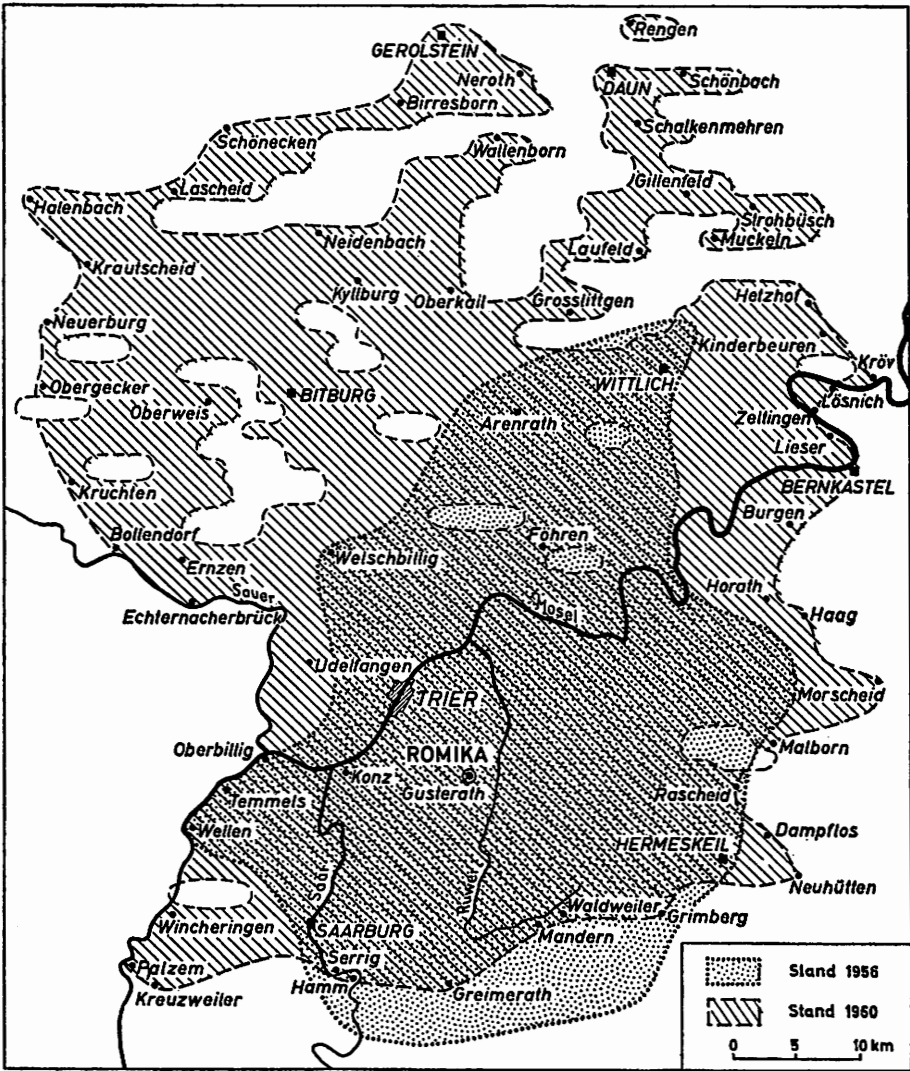 Rengen
GEROLSTEIN
Neroth
DAUN
Schönbach
Birresborn
Schalkenmehren
Schönecken
Wallenborn
Gillenfeld
Lascheid
Halenbach
Strohbüsch
Muckeln
Neidenbach
Laufeld
Krautscheid
Kyllburg
Oberkail
Grosslittgen
Hetzhof
Neuerburg
Kinderbeuren
Kröv
WITTLICH
Obergecker
BITBURG
Lösnich
Oberweis
Arenrath
Zeltingen
Lieser
BERNKASTEL
Kruchten
Burgen
Bollendorf
Föhren
Welschbillig
Ernzen
Sauer
Horath
Mosel
Echternacherbrück
Haag
Udelfangen
TRIER
Morscheid
Oberbillig
ROMIKA
Malborn
Konz
Gusterath
Temmels
Rascheid
Wellen
Dampflos
HERMESKEIL
Saar
Ruwer
Neuhütten
Waldweiler
Grimberg
Wincheringen
SAARBURG
Mandern
Serrig
Palzem
Hamm
Greimerath
Kreuzweiler
Stand 1956
Stand 1960
0 5 10 km